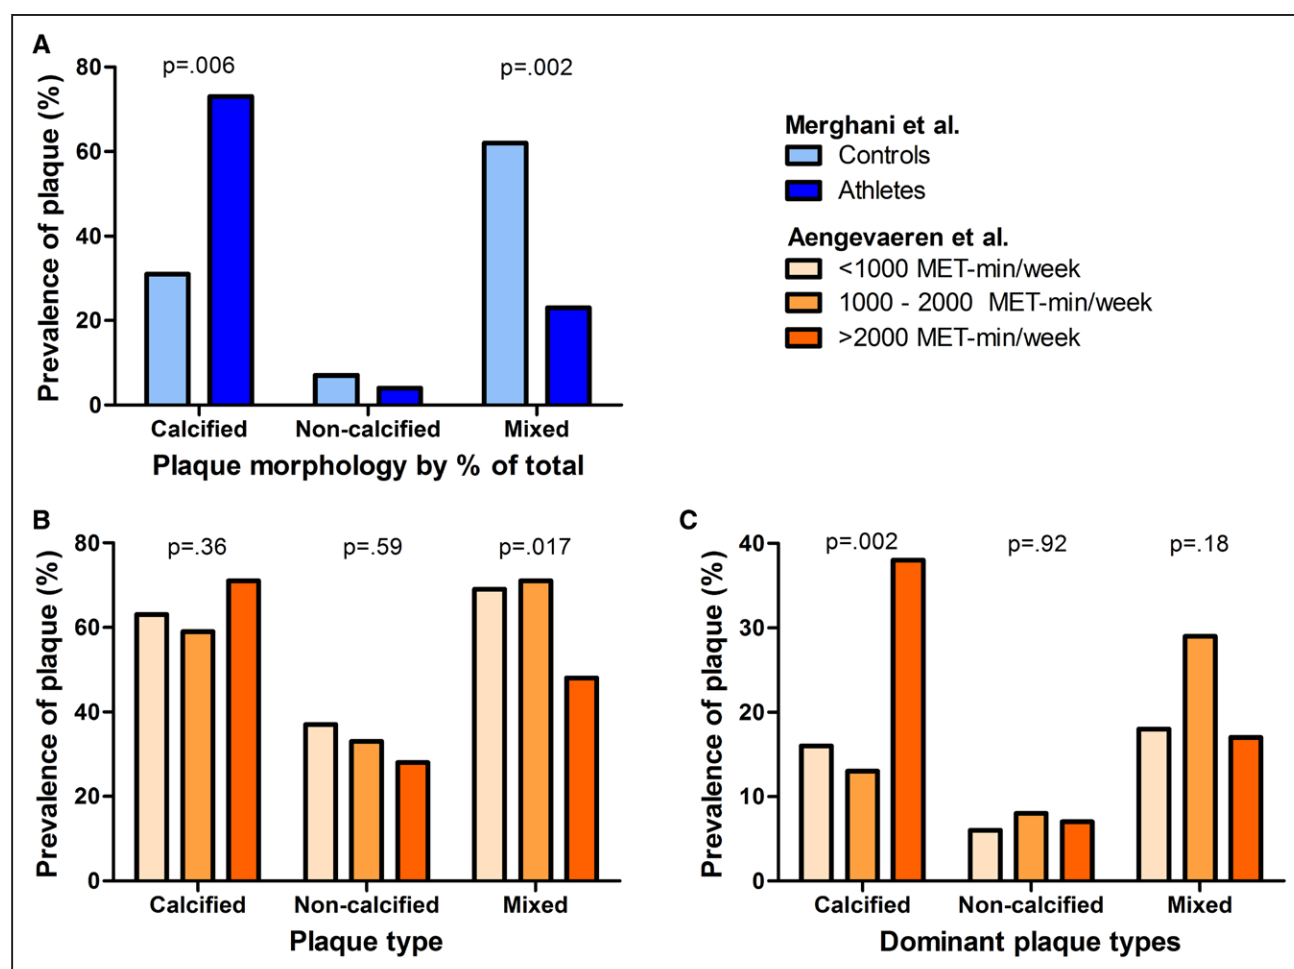 A
Prevalence of plaque (%)
80
60
40
20
0
p=.006
p=.002
Calcified
Non-calcified
Mixed
Plaque morphology by % of total
Merghani et al.
Controls
Athletes
Aengevaeren et al.
<1000 MET-min/week
1000 - 2000 MET-min/week
>2000 MET-min/week
B
Prevalence of plaque (%)
80
60
40
20
0
p=.36
p=.59
p=.017
Calcified
Non-calcified
Mixed
Plaque type
C
Prevalence of plaque (%)
40
30
20
10
0
p=.002
p=.92
p=.18
Calcified
Non-calcified
Mixed
Dominant plaque types